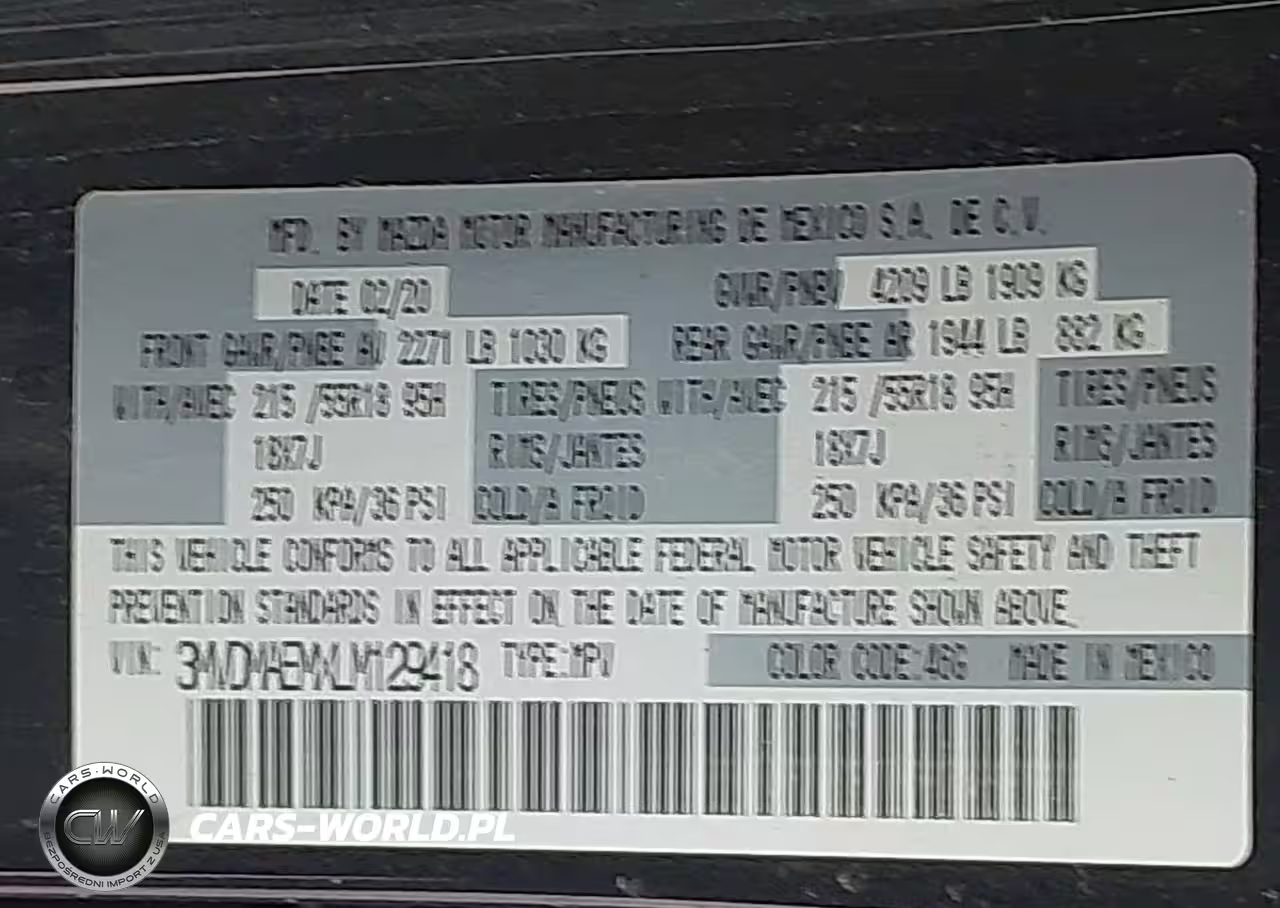 MFD. BY MAZDA MOTOR MANUFACTURING DE MEXICO S.A. DE C.V.
DATE 02/20 GVWR/PNBV 4209 LB 1909 KG
FRONT GAWR/PNBE AV 2271 LB 1030 KG REAR GAWR/PNBE AR 1944 LB 882 KG
WITH/AVEC 215 /55R18 95H TIRES/PNEUS WITH/AVEC 215 /55R18 95H TIRES/PNEUS
18X7J RIMS/JANTES 18X7J RIMS/JANTES
250 KPA/36 PSI COLD/A FROID 250 KPA/36 PSI COLD/A FROID
THIS VEHICLE CONFORMS TO ALL APPLICABLE FEDERAL MOTOR VEHICLE SAFETY AND THEFT
PREVENTION STANDARDS IN EFFECT ON THE DATE OF MANUFACTURE SHOWN ABOVE.
VIN: 3MVDMAEMXLM129418 TYPE:MPV COLOR CODE:46G MADE IN MEXICO
CARS-WORLD
CW
BEZPOŚREDNI IMPORT Z USA
CARS-WORLD.PL